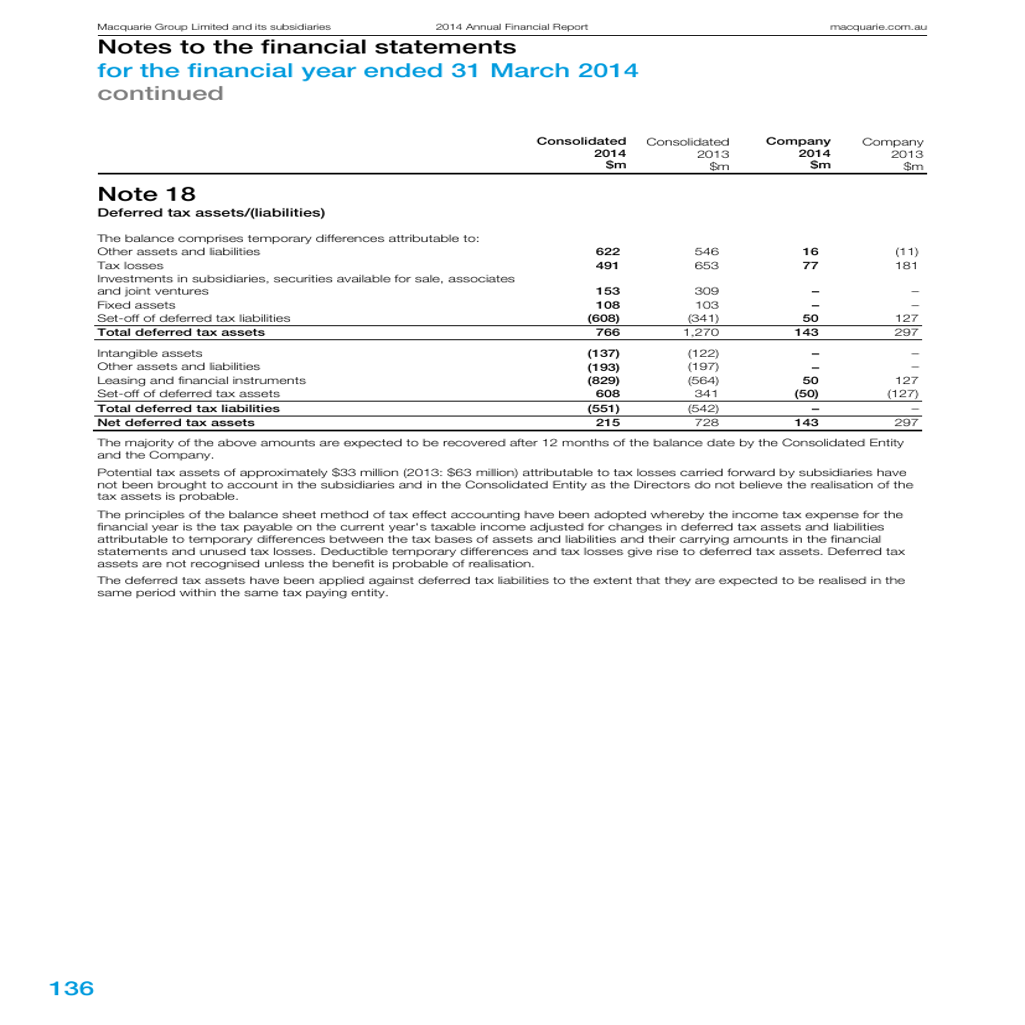 Macquarie Group Limited and its subsidiaries 2014 Annual Financial Report macquarie.com.au
Notes to the financial statements
for the financial year ended 31 March 2014
continued
Consolidated Consolidated Company Company
2014 2013 2014 2013
$m $m $m $m
Note 18
Deferred tax assets/(liabilities)
The balance comprises temporary differences attributable to:
Other assets and liabilities 622 546 16 (11)
Tax losses 491 653 77 181
Investments in subsidiaries, securities available for sale, associates
and joint ventures 153 309 – –
Fixed assets 108 103 – –
Set-off of deferred tax liabilities (608) (341) 50 127
Total deferred tax assets 766 1,270 143 297
Intangible assets (137) (122) – –
Other assets and liabilities (193) (197) – –
Leasing and financial instruments (829) (564) 50 127
Set-off of deferred tax assets 608 341 (50) (127)
Total deferred tax liabilities (551) (542) – –
Net deferred tax assets 215 728 143 297
The majority of the above amounts are expected to be recovered after 12 months of the balance date by the Consolidated Entity
and the Company.
Potential tax assets of approximately $33 million (2013: $63 million) attributable to tax losses carried forward by subsidiaries have
not been brought to account in the subsidiaries and in the Consolidated Entity as the Directors do not believe the realisation of the
tax assets is probable.
The principles of the balance sheet method of tax effect accounting have been adopted whereby the income tax expense for the
financial year is the tax payable on the current year's taxable income adjusted for changes in deferred tax assets and liabilities
attributable to temporary differences between the tax bases of assets and liabilities and their carrying amounts in the financial
statements and unused tax losses. Deductible temporary differences and tax losses give rise to deferred tax assets. Deferred tax
assets are not recognised unless the benefit is probable of realisation.
The deferred tax assets have been applied against deferred tax liabilities to the extent that they are expected to be realised in the
same period within the same tax paying entity.
136